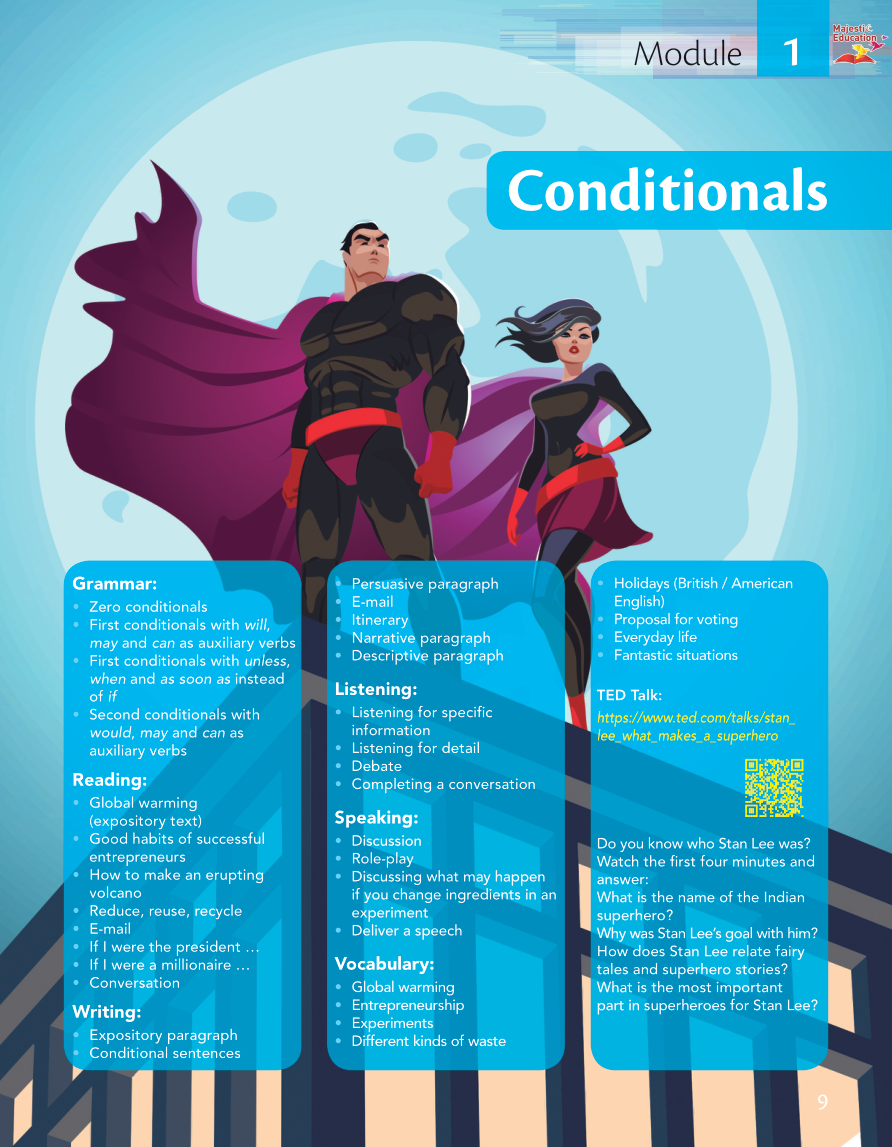 Module 1
Majestic
Education
Conditionals
Grammar:
• Zero conditionals
• First conditionals with will,
may and can as auxiliary verbs
• First conditionals with unless,
when and as soon as instead
of if
• Second conditionals with
would, may and can as
auxiliary verbs
Reading:
• Global warming
(expository text)
• Good habits of successful
entrepreneurs
• How to make an erupting
volcano
• Reduce, reuse, recycle
• E-mail
• If I were the president …
• If I were a millionaire …
• Conversation
Writing:
• Expository paragraph
• Conditional sentences
• Persuasive paragraph
• E-mail
• Itinerary
• Narrative paragraph
• Descriptive paragraph
Listening:
• Listening for specific
information
• Listening for detail
• Debate
• Completing a conversation
Speaking:
• Discussion
• Role-play
• Discussing what may happen
if you change ingredients in an
experiment
• Deliver a speech
Vocabulary:
• Global warming
• Entrepreneurship
• Experiments
• Different kinds of waste
• Holidays (British / American
English)
• Proposal for voting
• Everyday life
• Fantastic situations
TED Talk:
https://www.ted.com/talks/stan_
lee_what_makes_a_superhero
Do you know who Stan Lee was?
Watch the first four minutes and
answer:
What is the name of the Indian
superhero?
Why was Stan Lee’s goal with him?
How does Stan Lee relate fairy
tales and superhero stories?
What is the most important
part in superheroes for Stan Lee?
9